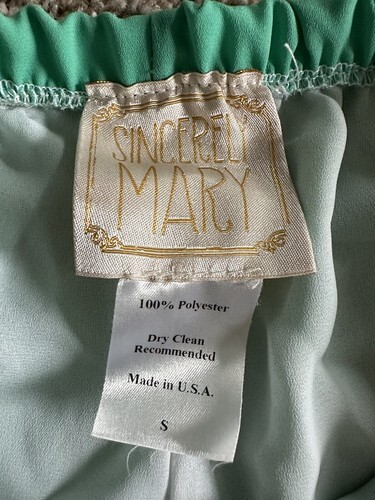 SINCERELY
MARY
100% Polyester
Dry Clean
Recommended
Made in U.S.A.
S